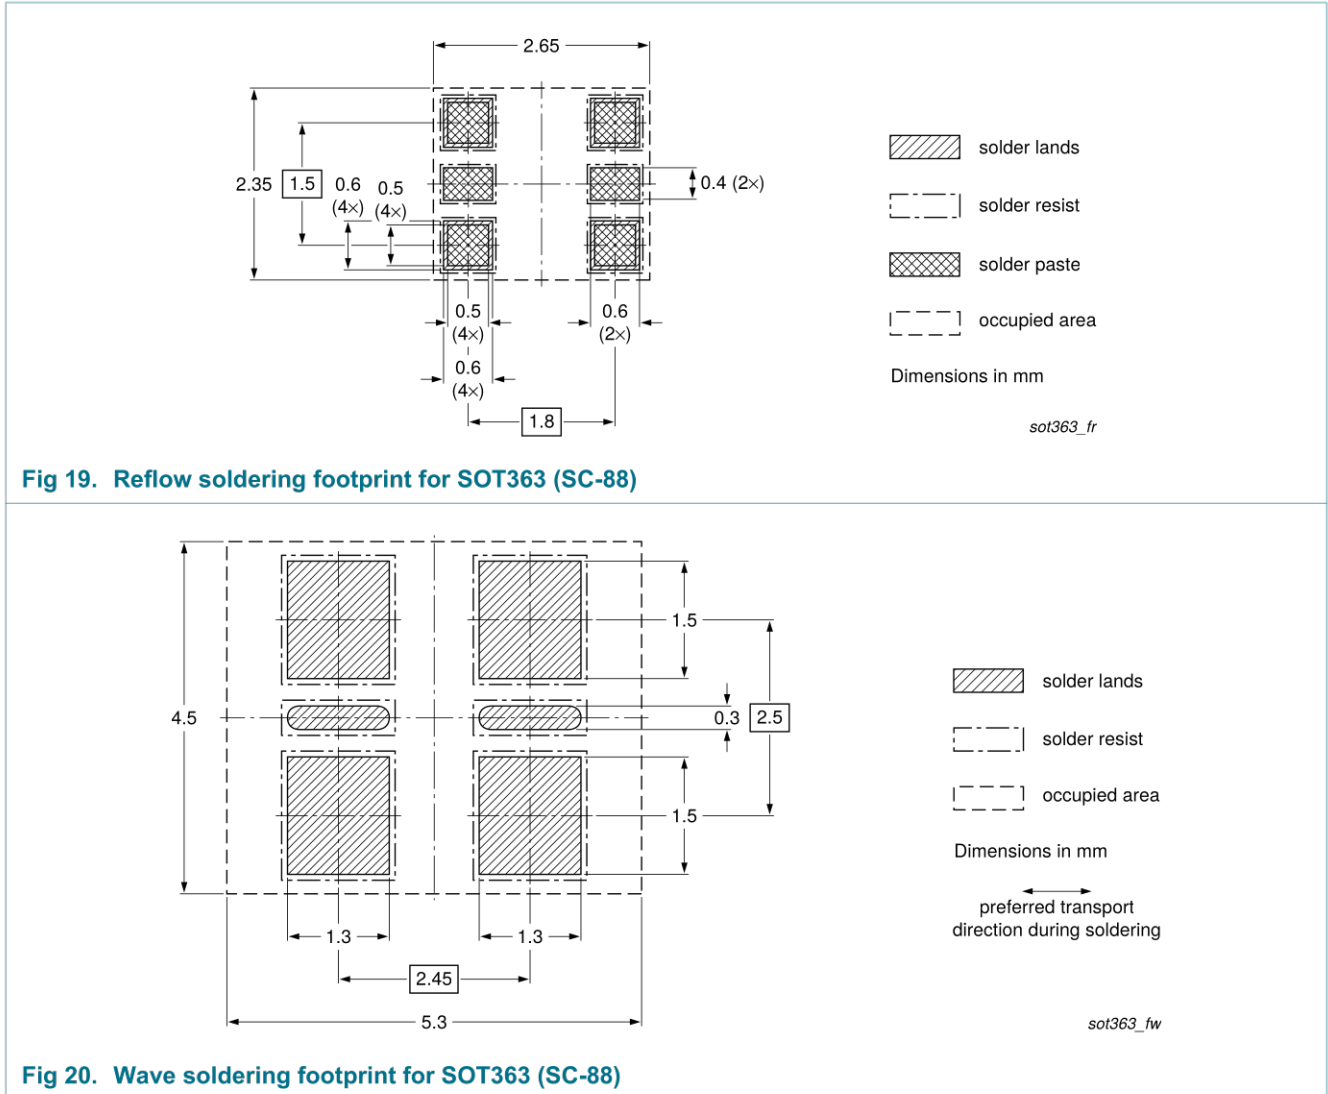 2.65
2.35
1.5
0.6
(4×)
0.5
(4×)
0.4 (2×)
0.5
(4×)
0.6
(2×)
0.6
(4×)
1.8
solder lands
solder resist
solder paste
occupied area
Dimensions in mm
sot363_fr
Fig 19. Reflow soldering footprint for SOT363 (SC-88)
4.5
1.5
0.3
2.5
1.5
1.3
1.3
2.45
5.3
solder lands
solder resist
occupied area
Dimensions in mm
preferred transport
direction during soldering
sot363_fw
Fig 20. Wave soldering footprint for SOT363 (SC-88)